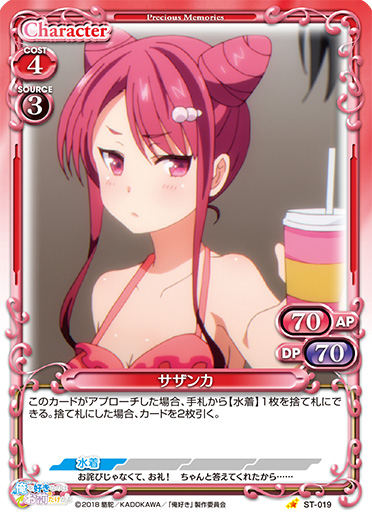 Precious Memories
Character
COST
4
SOURCE
3
70 AP
DP 70
サザンカ
このカードがアプローチした場合、手札から【水着】1枚を捨て札にで
きる。捨て札にした場合、カードを2枚引く。
水着
お詫びじゃなくて、お礼!　ちゃんと答えてくれたから……
©2018 駱駝/KADOKAWA/「俺好き」製作委員会
ST-019